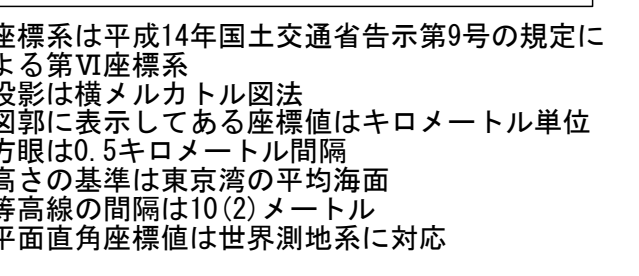 座標系は平成14年国土交通省告示第9号の規定に
よる第Ⅵ座標系
投影は横メルカトル図法
図郭に表示してある座標値はキロメートル単位
方眼は0.5キロメートル間隔
高さの基準は東京湾の平均海面
等高線の間隔は10(2)メートル
平面直角座標値は世界測地系に対応